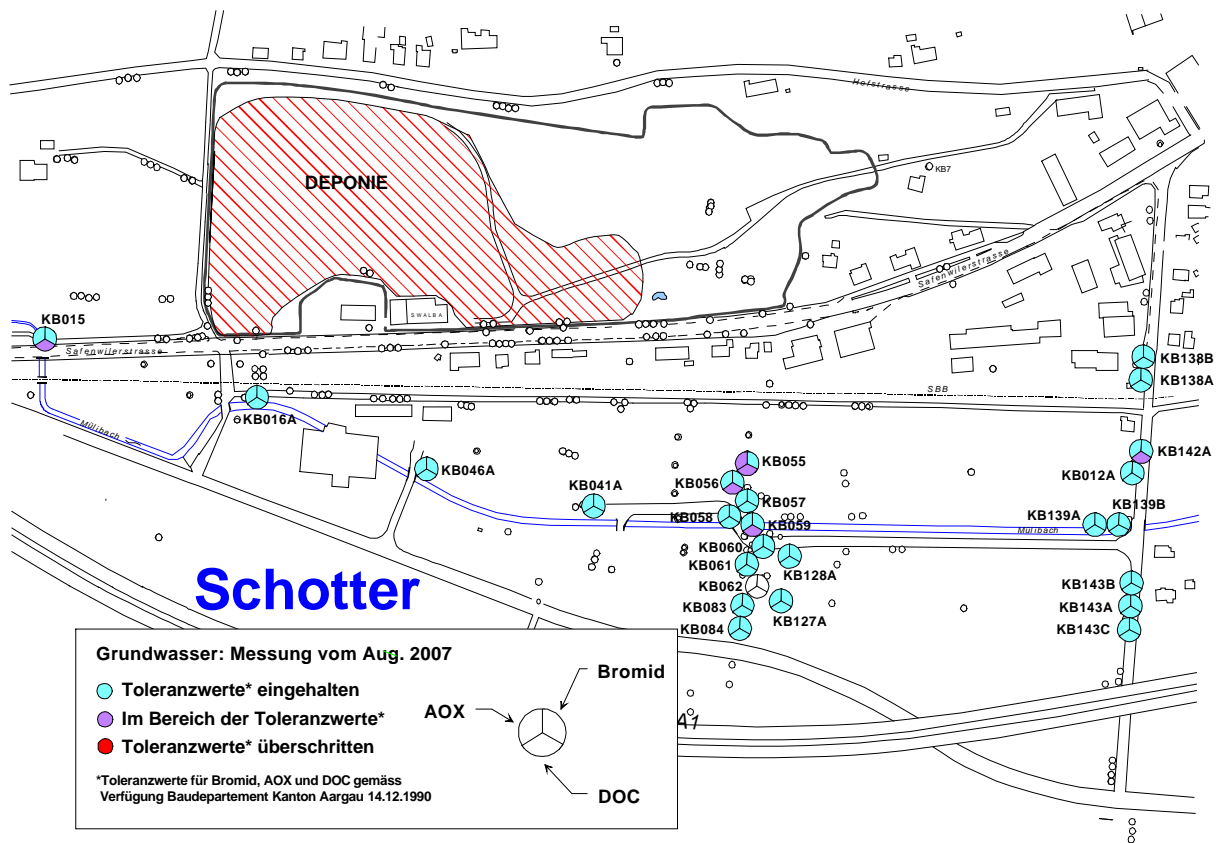 Hofstrasse
KB7
DEPONIE
Safenwilerstrasse
SWALBA
KB015
Safenwilerstrasse
KB138B
KB138A
SBB
KB016A
Mülibach
KB142A
KB055
KB046A
KB056
KB012A
KB041A
KB057
KB058
KB059
KB139A
KB139B
Mülibach
KB060
KB061
KB128A
KB062
KB143B
KB083
KB127A
KB143A
KB084
KB143C
Schotter
A1
Grundwasser: Messung vom Aug. 2007
Toleranzwerte* eingehalten
Im Bereich der Toleranzwerte*
Toleranzwerte* überschritten
*Toleranzwerte für Bromid, AOX und DOC gemäss
Verfügung Baudepartement Kanton Aargau 14.12.1990
Bromid
AOX
DOC